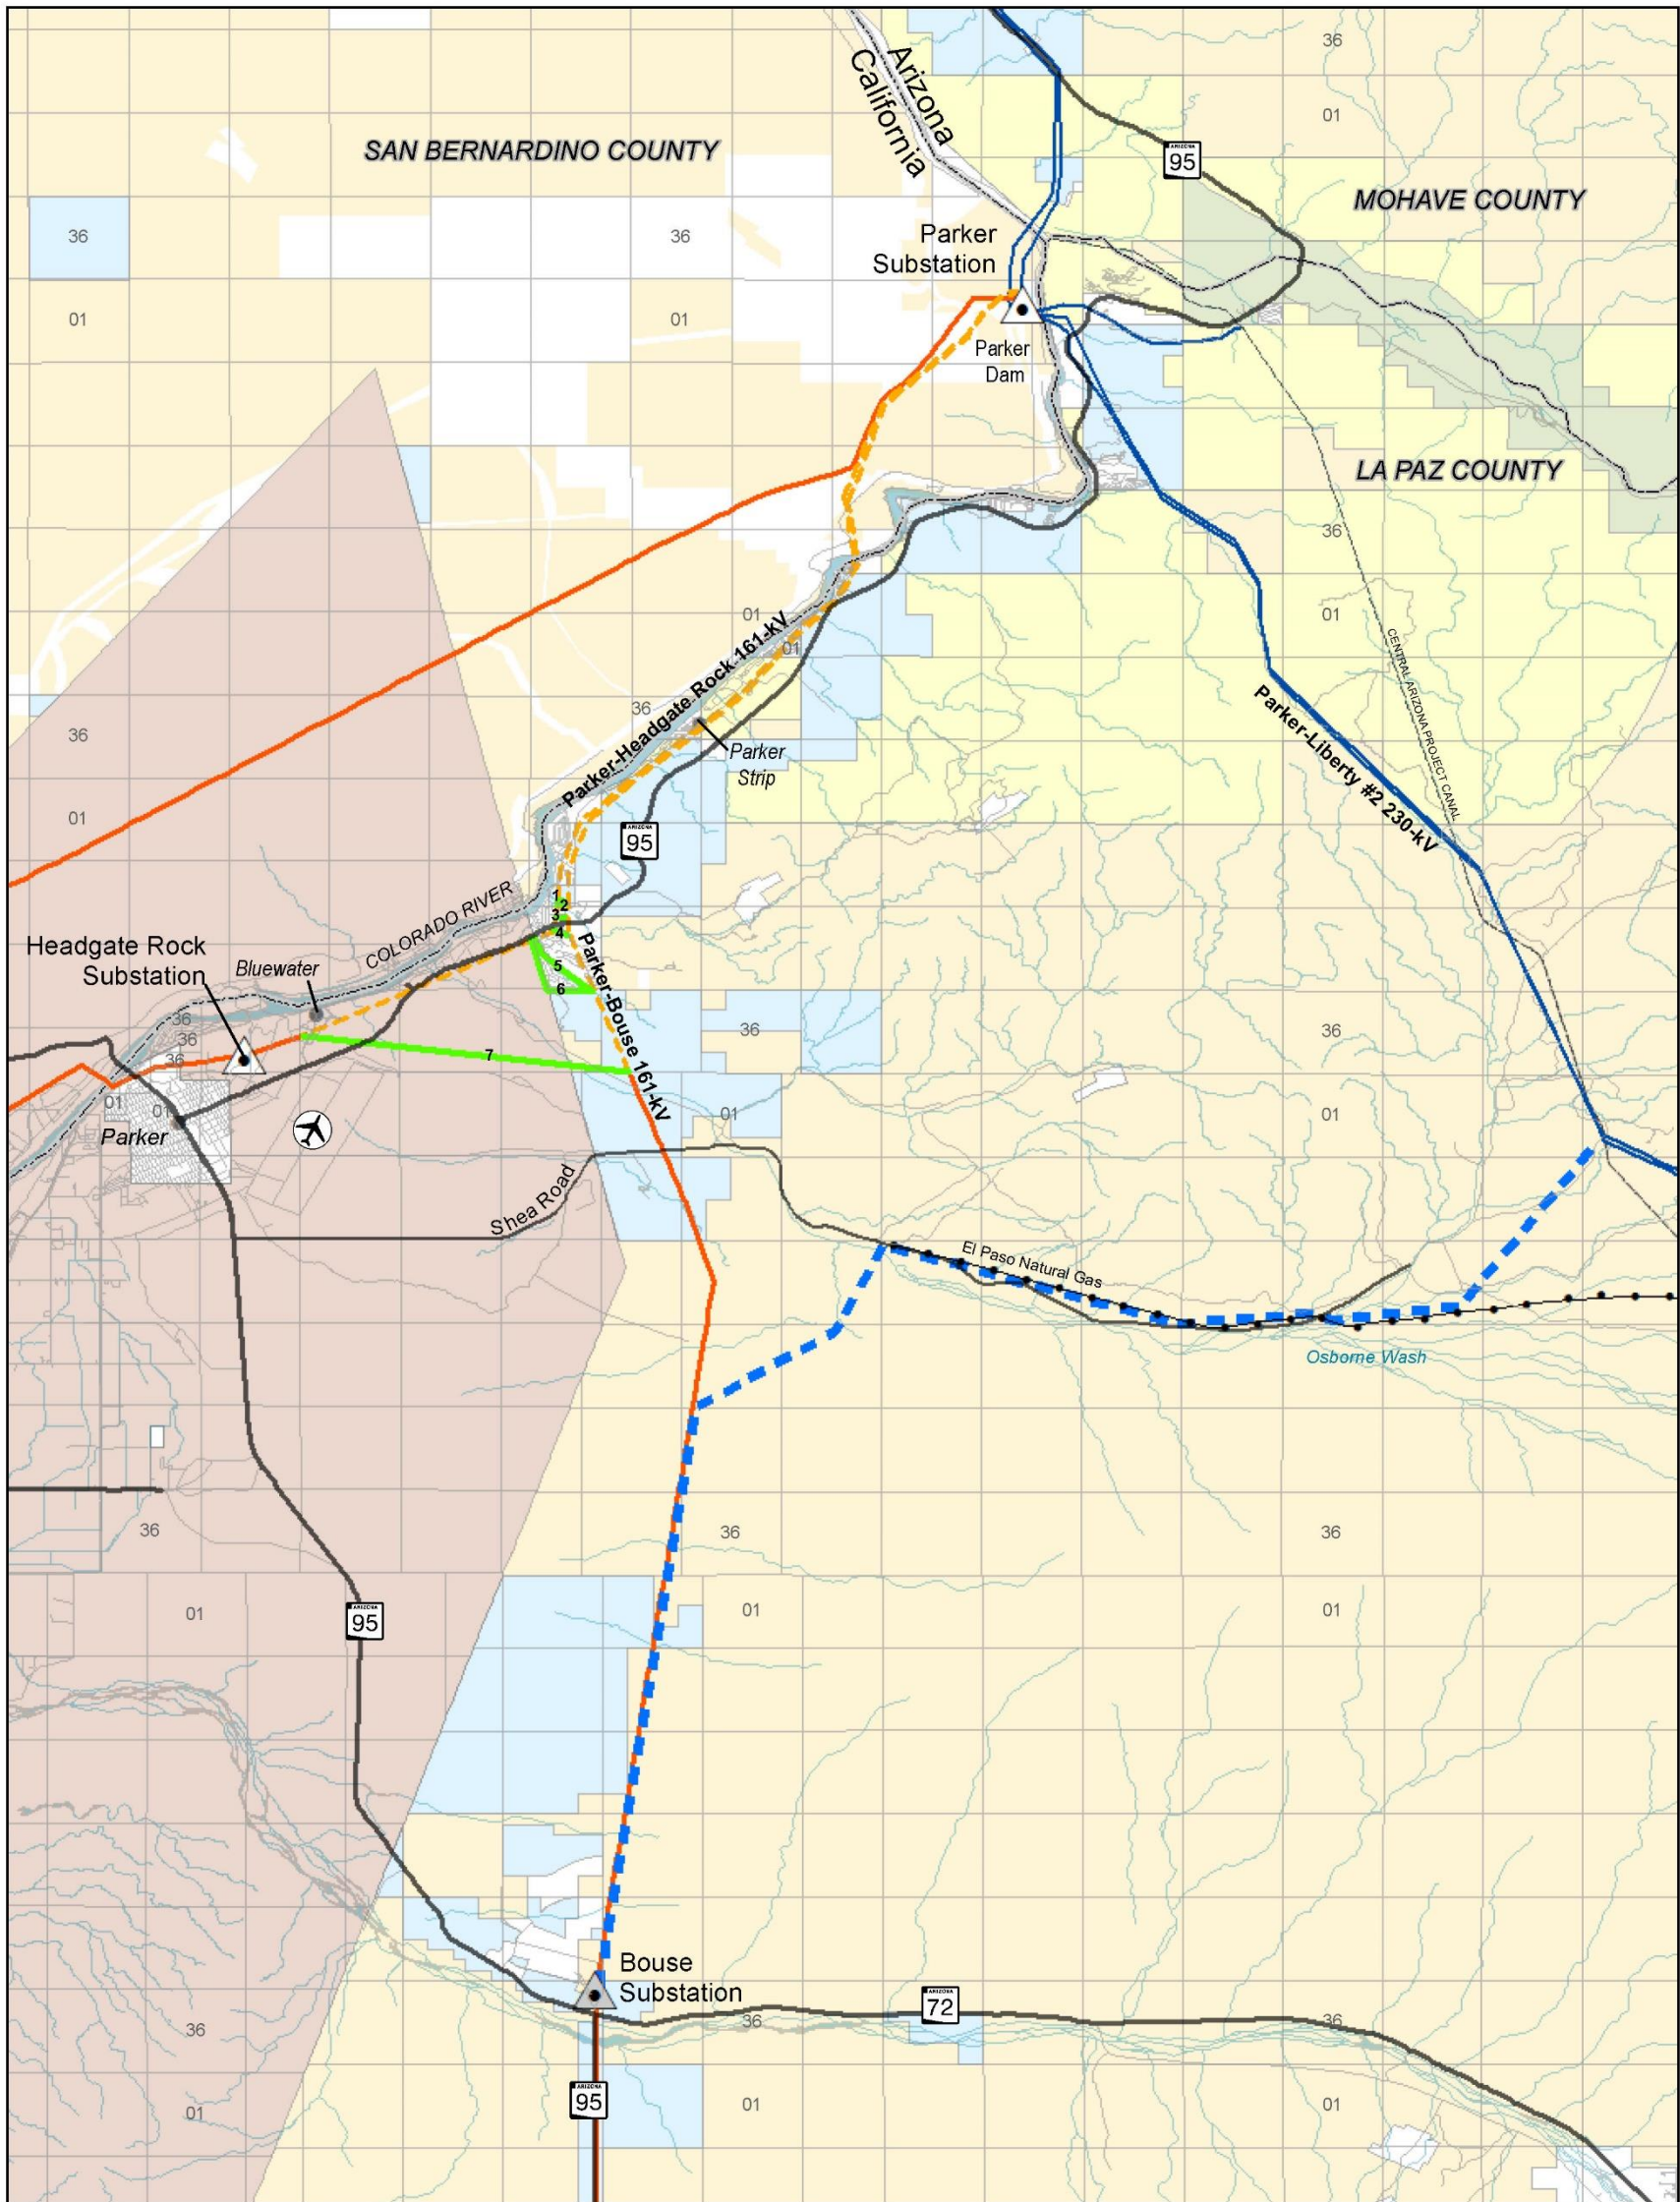 36
Arizona
California
01
SAN BERNARDINO COUNTY
ARIZONA
95
MOHAVE COUNTY
36
36
Parker
Substation
01
01
Parker
Dam
LA PAZ COUNTY
36
01
01
01
CENTRAL ARIZONA PROJECT CANAL
Parker-Headgate Rock 161-kV
36
36
Parker
Strip
Parker-Liberty #2 230-kV
01
ARIZONA
95
1
2
3
4
COLORADO RIVER
Headgate Rock
Substation
Bluewater
5
6
Parker-Bouse 161-kV
36
36
36
36
36
7
01
01
Parker
01
01
Shea Road
El Paso Natural Gas
Osborne Wash
36
36
36
01
01
01
ARIZONA
95
Bouse
Substation
ARIZONA
72
36
36
36
ARIZONA
95
01
01
01